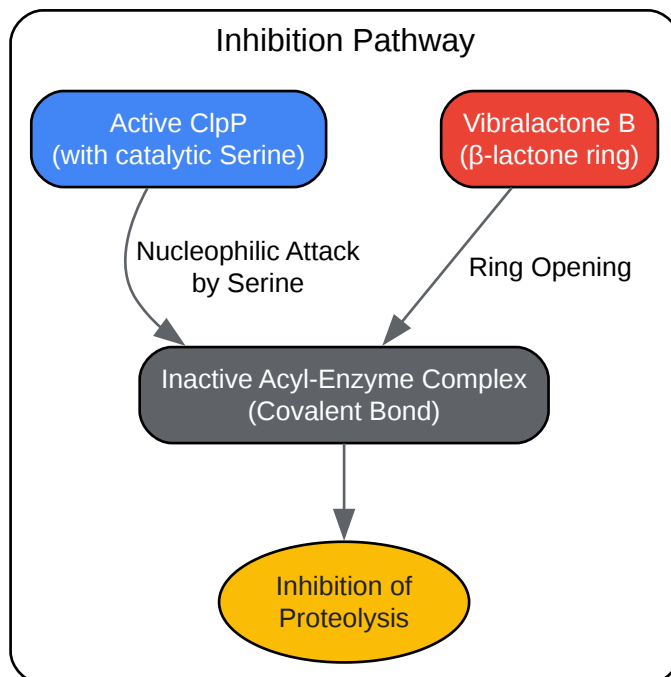 Inhibition Pathway
Active ClpP
(with catalytic Serine)
Vibralactone B
(β-lactone ring)
Nucleophilic Attack
by Serine
Ring Opening
Inactive Acyl-Enzyme Complex
(Covalent Bond)
Inhibition of
Proteolysis